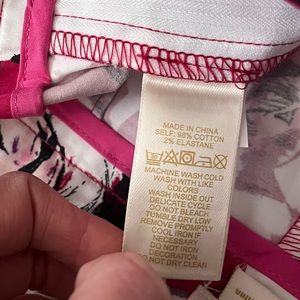 MADE IN CHINA
SELF: 98% COTTON
2% ELASTANE
MACHINE WASH COLD
WASH WITH LIKE
COLORS
WASH INSIDE OUT
DELICATE CYCLE
DO NOT BLEACH
TUMBLE DRY LOW
REMOVE PROMPTLY
COOL IRON IF
NECESSARY
DO NOT IRON
DECORATION
DO NOT DRY CLEAN